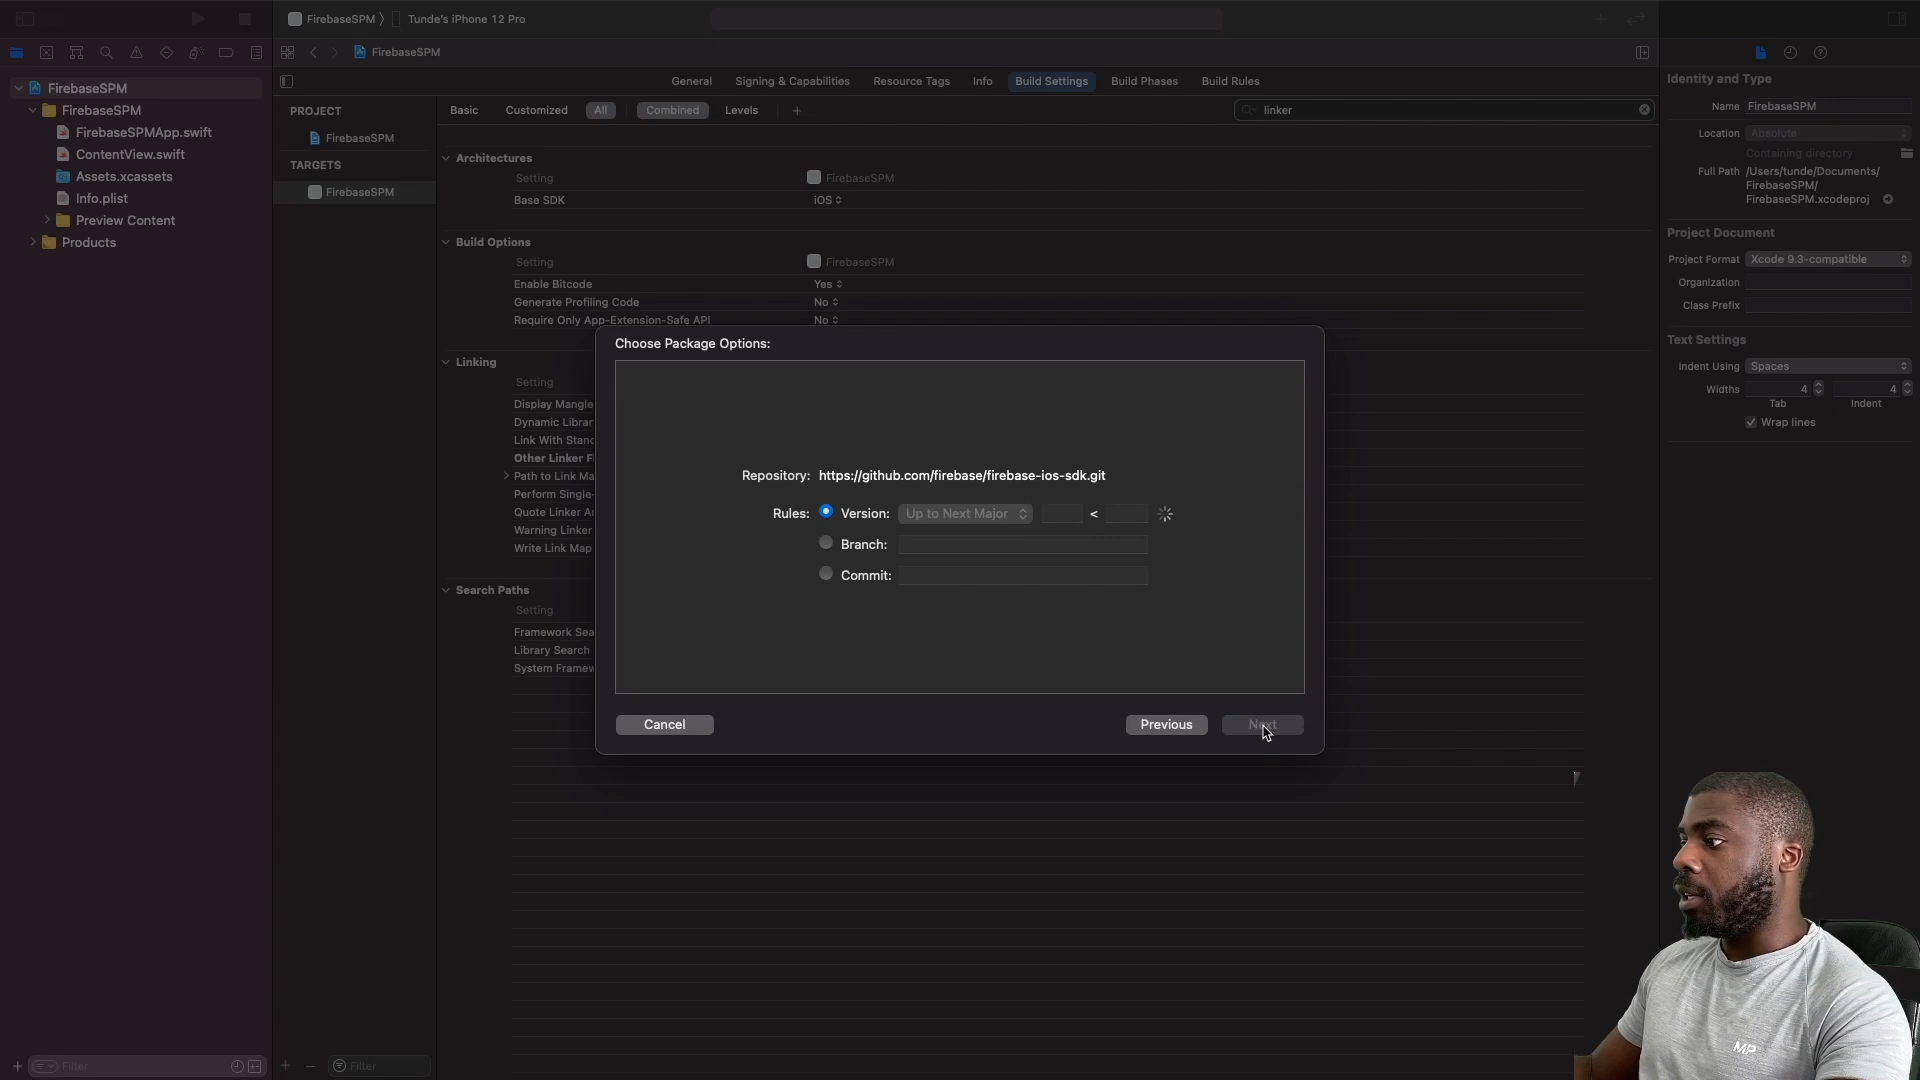 FirebaseSPM ⟩ Tunde's iPhone 12 Pro
FirebaseSPM
FirebaseSPM
FirebaseSPM
FirebaseSPMApp.swift
ContentView.swift
Assets.xcassets
Info.plist
Preview Content
Products
Filter
General
Signing & Capabilities
Resource Tags
Info
Build Settings
Build Phases
Build Rules
PROJECT
FirebaseSPM
TARGETS
FirebaseSPM
Filter
Basic
Customized
All
Combined
Levels
+
linker
Architectures
Setting
FirebaseSPM
Base SDK
iOS
Build Options
Setting
FirebaseSPM
Enable Bitcode
Yes
Generate Profiling Code
No
Require Only App-Extension-Safe API
No
Linking
Setting
Display Mangle
Dynamic Librar
Link With Stanc
Other Linker F
Path to Link Ma
Perform Single-
Quote Linker Ar
Warning Linker
Write Link Map
Search Paths
Setting
Framework Sea
Library Search
System Framew
Choose Package Options:
Repository: https://github.com/firebase/firebase-ios-sdk.git
Rules: Version: Up to Next Major <
Branch:
Commit:
Cancel
Previous
Next
Identity and Type
Name FirebaseSPM
Location Absolute
Containing directory
Full Path /Users/tunde/Documents/
FirebaseSPM/
FirebaseSPM.xcodeproj
Project Document
Project Format Xcode 9.3-compatible
Organization
Class Prefix
Text Settings
Indent Using Spaces
Widths 4 4
Tab Indent
Wrap lines
MP